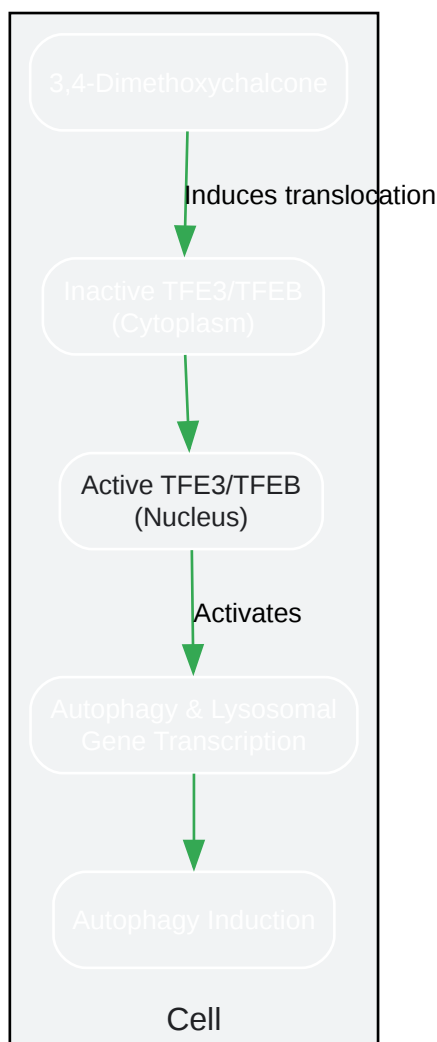 3,4-Dimethoxychalcone
Induces translocation
Inactive TFE3/TFEB
(Cytoplasm)
Active TFE3/TFEB
(Nucleus)
Activates
Autophagy & Lysosomal
Gene Transcription
Autophagy Induction
Cell